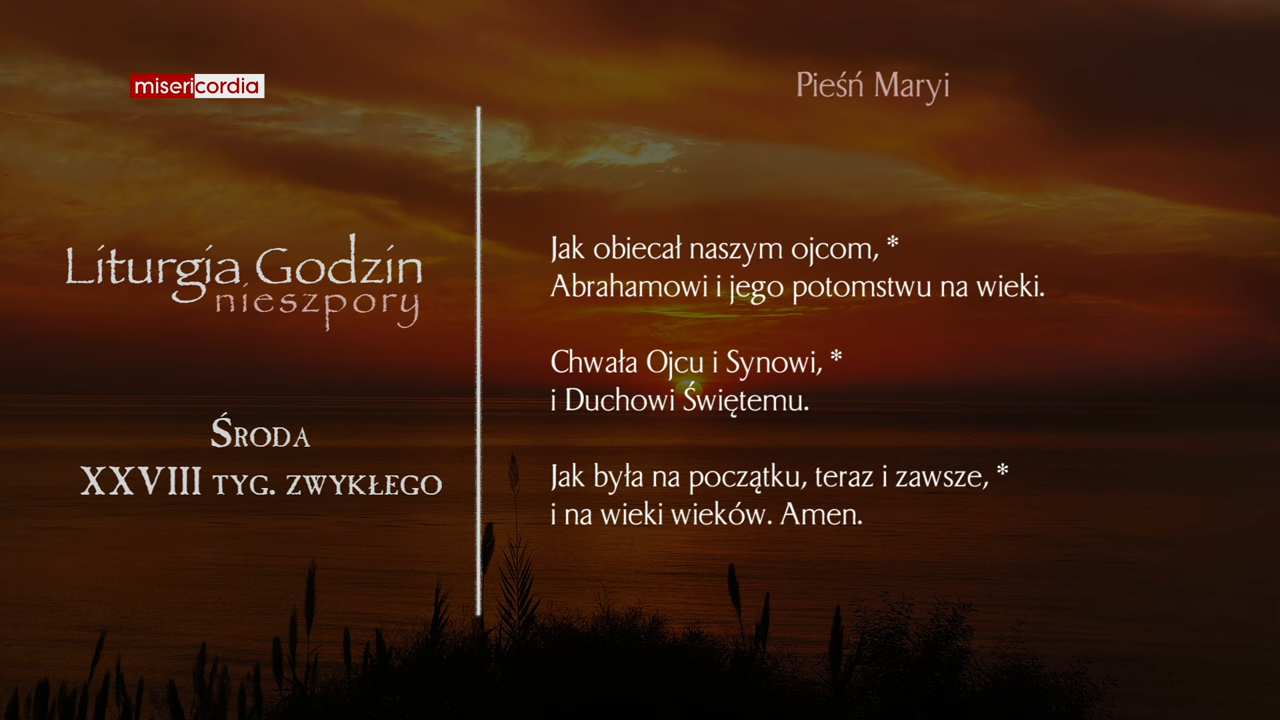 misericordia
Liturgia Godzin
nieszpory
Środa
XXVIII tyg. zwykłego
Pieśń Maryi
Jak obiecał naszym ojcom, *
Abrahamowi i jego potomstwu na wieki.
Chwała Ojcu i Synowi, *
i Duchowi Świętemu.
Jak była na początku, teraz i zawsze, *
i na wieki wieków. Amen.